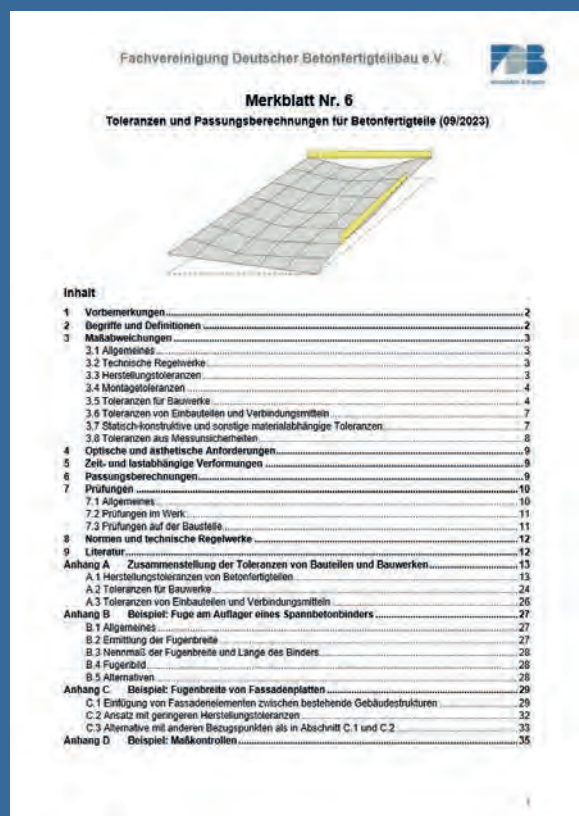 Fachvereinigung Deutscher Betonfertigteilbau e.V.
Merkblatt Nr. 6
Toleranzen und Passungsberechnungen für Betonfertigteile (09/2023)
Inhalt
1 Vorbemerkungen 2
2 Begriffe und Definitionen 2
3 Maßabweichungen 3
3.1 Allgemeines 3
3.2 Technische Regelwerke 3
3.3 Herstellungstoleranzen 3
3.4 Montagetoleranzen 4
3.5 Toleranzen für Bauwerke 4
3.6 Toleranzen von Einbauteilen und Verbindungsmitteln 7
3.7 Statisch-konstruktive und sonstige materialabhängige Toleranzen 7
3.8 Toleranzen aus Messunsicherheiten 8
4 Optische und ästhetische Anforderungen 9
5 Zeit- und lastabhängige Verformungen 9
6 Passungsberechnungen 9
7 Prüfungen 10
7.1 Allgemeines 10
7.2 Prüfungen im Werk 11
7.3 Prüfungen auf der Baustelle 11
8 Normen und technische Regelwerke 12
9 Literatur 12
Anhang A Zusammenstellung der Toleranzen von Bauteilen und Bauwerken 13
A.1 Herstellungstoleranzen von Betonfertigteilen 13
A.2 Toleranzen für Bauwerke 24
A.3 Toleranzen von Einbauteilen und Verbindungsmitteln 26
Anhang B Beispiel: Fuge am Auflager eines Spannbetonbinders 27
B.1 Allgemeines 27
B.2 Ermittlung der Fugenbreite 27
B.3 Nennmaß der Fugenbreite und Länge des Binders 28
B.4 Fugenbild 28
B.5 Alternativen 28
Anhang C Beispiel: Fugenbreite von Fassadenplatten 29
C.1 Einfügung von Fassadenelementen zwischen bestehende Gebäudestrukturen 29
C.2 Ansatz mit geringeren Herstellungstoleranzen 32
C.3 Alternative mit anderen Bezugspunkten als in Abschnitt C.1 und C.2 33
Anhang D Beispiel: Maßkontrollen 35
1